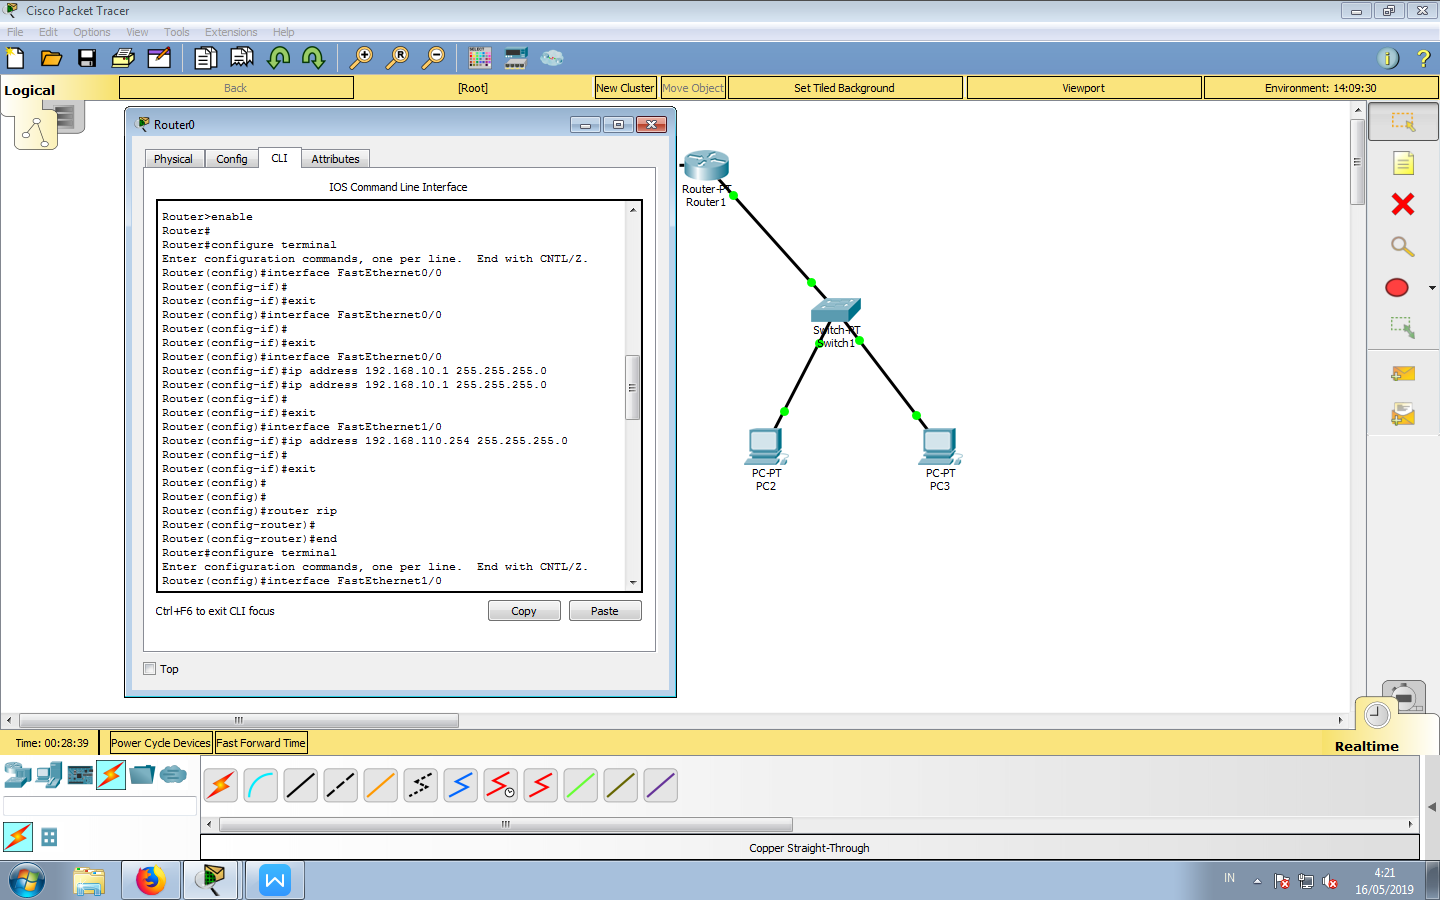 Cisco Packet Tracer
File Edit Options View Tools Extensions Help
Logical
Back
[Root]
New Cluster
Move Object
Set Tiled Background
Viewport
Environment: 14:09:30
Router0
Physical Config CLI Attributes
IOS Command Line Interface
Router>enable
Router#
Router#configure terminal
Enter configuration commands, one per line.  End with CNTL/Z.
Router(config)#interface FastEthernet0/0
Router(config-if)#
Router(config-if)#exit
Router(config)#interface FastEthernet0/0
Router(config-if)#
Router(config-if)#exit
Router(config)#interface FastEthernet0/0
Router(config-if)#ip address 192.168.10.1 255.255.255.0
Router(config-if)#ip address 192.168.10.1 255.255.255.0
Router(config-if)#
Router(config-if)#exit
Router(config)#interface FastEthernet1/0
Router(config-if)#ip address 192.168.110.254 255.255.255.0
Router(config-if)#
Router(config-if)#exit
Router(config)#
Router(config)#
Router(config)#router rip
Router(config-router)#
Router(config-router)#end
Router#configure terminal
Enter configuration commands, one per line.  End with CNTL/Z.
Router(config)#interface FastEthernet1/0
Ctrl+F6 to exit CLI focus
Copy
Paste
Top
Router-PT
Router1
Switch-PT
Switch1
PC-PT
PC2
PC-PT
PC3
Time: 00:28:39
Power Cycle Devices
Fast Forward Time
Realtime
Copper Straight-Through
IN
4:21
16/05/2019